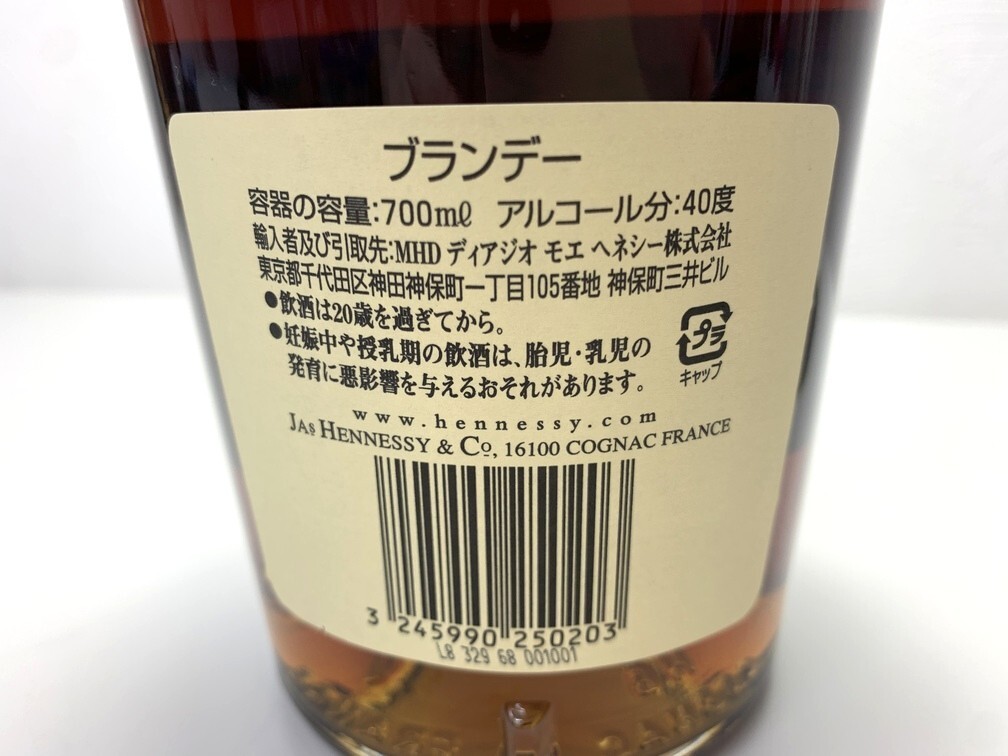 ブランデー
容器の容量:700mℓ アルコール分:40度
輸入者及び引取先:MHD ディアジオ モエ ヘネシー株式会社
東京都千代田区神田神保町一丁目105番地 神保町三井ビル
●飲酒は20歳を過ぎてから。
●妊娠中や授乳期の飲酒は、胎児・乳児の
発育に悪影響を与えるおそれがあります。
プラ
キャップ
www.hennessy.com
JAS HENNESSY & Co, 16100 COGNAC FRANCE
3 245990 250203
L8 329 68 001001